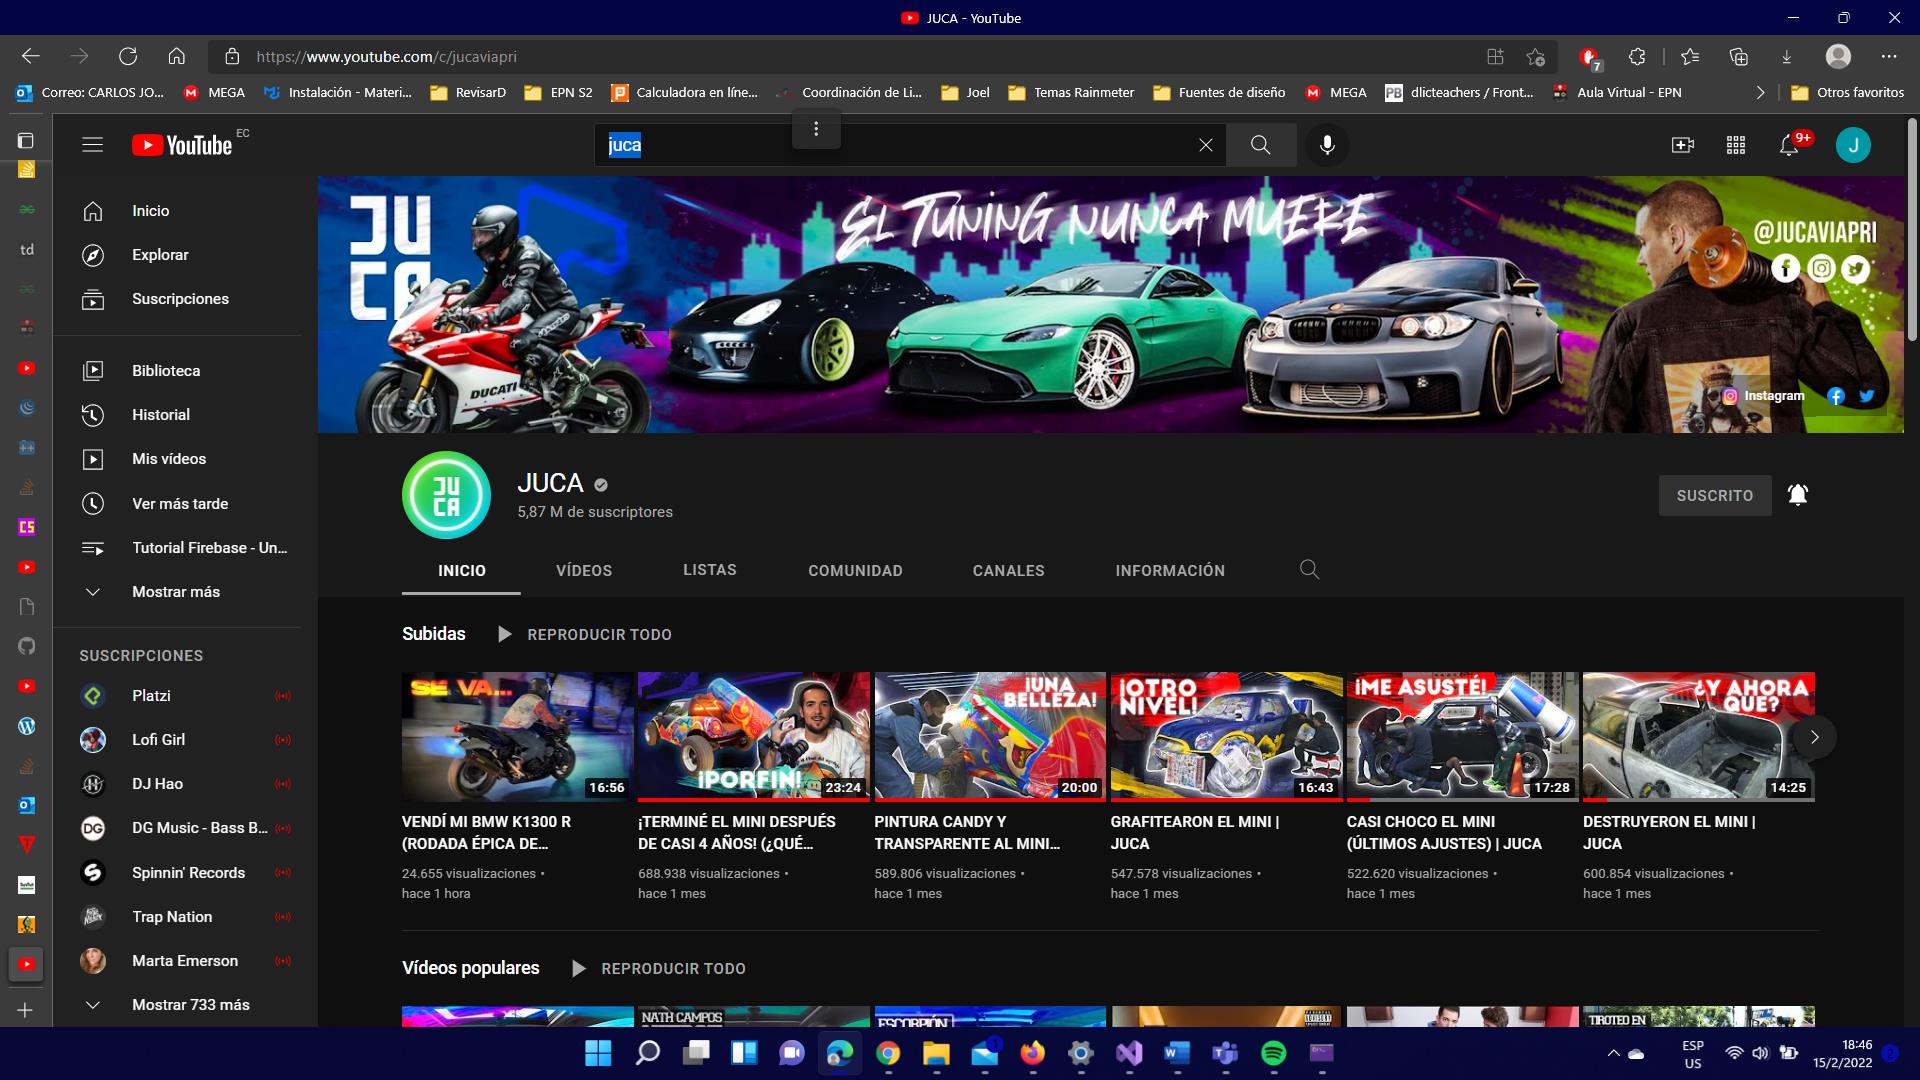 JUCA - YouTube
https://www.youtube.com/c/jucaviapri
7
Correo: CARLOS JO...
MEGA
Instalación - Materi...
RevisarD
EPN S2
Calculadora en líne...
Coordinación de Li...
Joel
Temas Rainmeter
Fuentes de diseño
MEGA
PB
dlicteachers / Front...
Aula Virtual - EPN
Otros favoritos
YouTube
EC
juca
9+
J
td
CS
Inicio
Explorar
Suscripciones
Biblioteca
Historial
Mis vídeos
Ver más tarde
Tutorial Firebase - Un...
Mostrar más
SUSCRIPCIONES
Platzi
Lofi Girl
DJ Hao
DG
DG Music - Bass B...
Spinnin' Records
Trap Nation
Marta Emerson
Mostrar 733 más
JU
CA
EL TUNING NUNCA MUERE
@JUCAVIAPRI
DUCATI
Instagram
JU
CA
JUCA
5,87 M de suscriptores
SUSCRITO
INICIO
VÍDEOS
LISTAS
COMUNIDAD
CANALES
INFORMACIÓN
Subidas
REPRODUCIR TODO
SE VA...
16:56
¡PORFIN!
23:24
¡UNA
BELLEZA!
20:00
¡OTRO
NIVEL!
16:43
¡ME ASUSTÉ!
17:28
¿Y AHORA
QUE?
14:25
VENDÍ MI BMW K1300 R
(RODADA ÉPICA DE...
24.655 visualizaciones •
hace 1 hora
¡TERMINÉ EL MINI DESPUÉS
DE CASI 4 AÑOS! (¿QUÉ...
688.938 visualizaciones •
hace 1 mes
PINTURA CANDY Y
TRANSPARENTE AL MINI...
589.806 visualizaciones •
hace 1 mes
GRAFITEARON EL MINI |
JUCA
547.578 visualizaciones •
hace 1 mes
CASI CHOCO EL MINI
(ÚLTIMOS AJUSTES) | JUCA
522.620 visualizaciones •
hace 1 mes
DESTRUYERON EL MINI |
JUCA
600.854 visualizaciones •
hace 1 mes
Vídeos populares
REPRODUCIR TODO
NATH CAMPOS
ESCORPIÓN
TIROTEO EN
1
ESP
US
18:46
15/2/2022
2